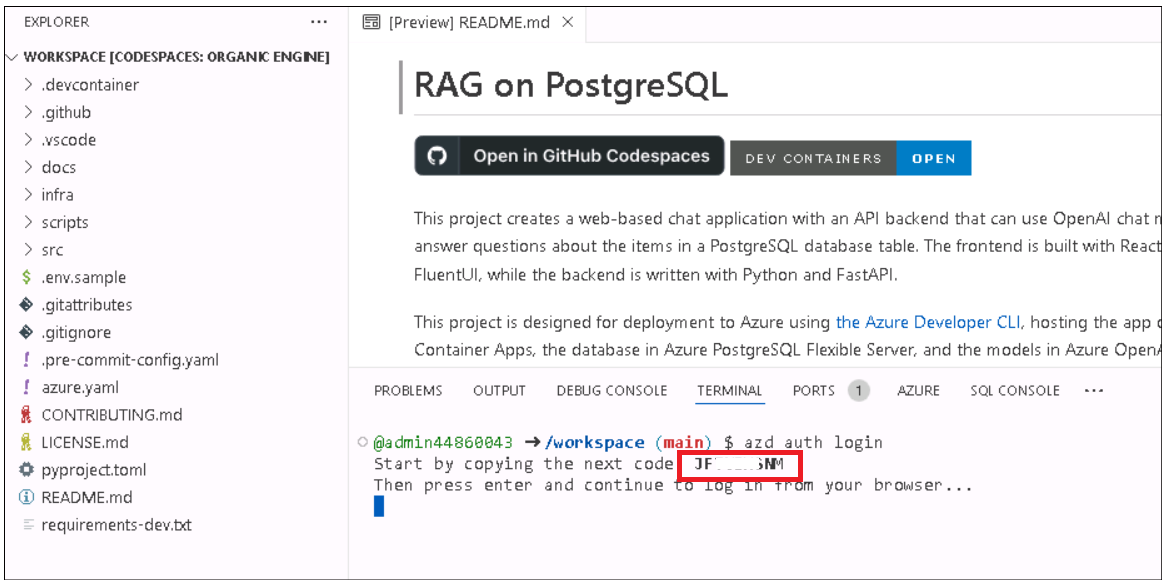 EXPLORER
[Preview] README.md
WORKSPACE [CODESPACES: ORGANIC ENGINE]
.devcontainer
.github
.vscode
docs
infra
scripts
src
.env.sample
.gitattributes
.gitignore
.pre-commit-config.yaml
azure.yaml
CONTRIBUTING.md
LICENSE.md
pyproject.toml
README.md
requirements-dev.txt
RAG on PostgreSQL
Open in GitHub Codespaces
DEV CONTAINERS OPEN
This project creates a web-based chat application with an API backend that can use OpenAI chat
answer questions about the items in a PostgreSQL database table. The frontend is built with React
FluentUI, while the backend is written with Python and FastAPI.
This project is designed for deployment to Azure using the Azure Developer CLI, hosting the app
Container Apps, the database in Azure PostgreSQL Flexible Server, and the models in Azure OpenA
PROBLEMS OUTPUT DEBUG CONSOLE TERMINAL PORTS 1 AZURE SQL CONSOLE ...
@admin44860043 ➜ /workspace (main) $ azd auth login
Start by copying the next code
Then press enter and continue to log in from your browser...